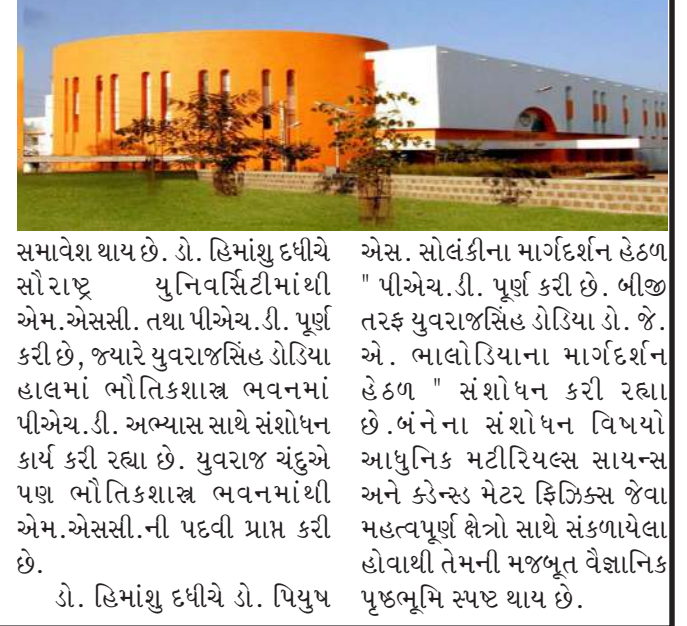 સમાવેશ થાય છે. ડો. હિમાંશુ દધીચે
સૌરાષ્ટ્ર યુનિવર્સિટીમાંથી
એમ.એસસી. તથા પીએચ.ડી. પૂર્ણ
કરી છે, જ્યારે યુવરાજસિંહ ડોડિયા
હાલમાં ભૌતિકશાસ્ત્ર ભવનમાં
પીએચ.ડી. અભ્યાસ સાથે સંશોધન
કાર્ય કરી રહ્યા છે. યુવરાજ ચંદુએ
પણ ભૌતિકશાસ્ત્ર ભવનમાંથી
એમ.એસસી.ની પદવી પ્રાપ્ત કરી
છે.
ડો. હિમાંશુ દધીચે ડો. પિયુષ
એસ. સોલંકીના માર્ગદર્શન હેઠળ
" પીએચ.ડી. પૂર્ણ કરી છે. બીજી
તરફ યુવરાજસિંહ ડોડિયા ડો. જે.
એ. ભાલોડિયાના માર્ગદર્શન
હેઠળ " સંશોધન કરી રહ્યા
છે.બંનેના સંશોધન વિષયો
આધુનિક મટીરિયલ્સ સાયન્સ
અને ક્ડેન્સ્ડ મેટર ફિઝિક્સ જેવા
મહત્વપૂર્ણ ક્ષેત્રો સાથે સંકળાયેલા
હોવાથી તેમની મજબૂત વૈજ્ઞાનિક
પૃષ્ઠભૂમિ સ્પષ્ટ થાય છે.